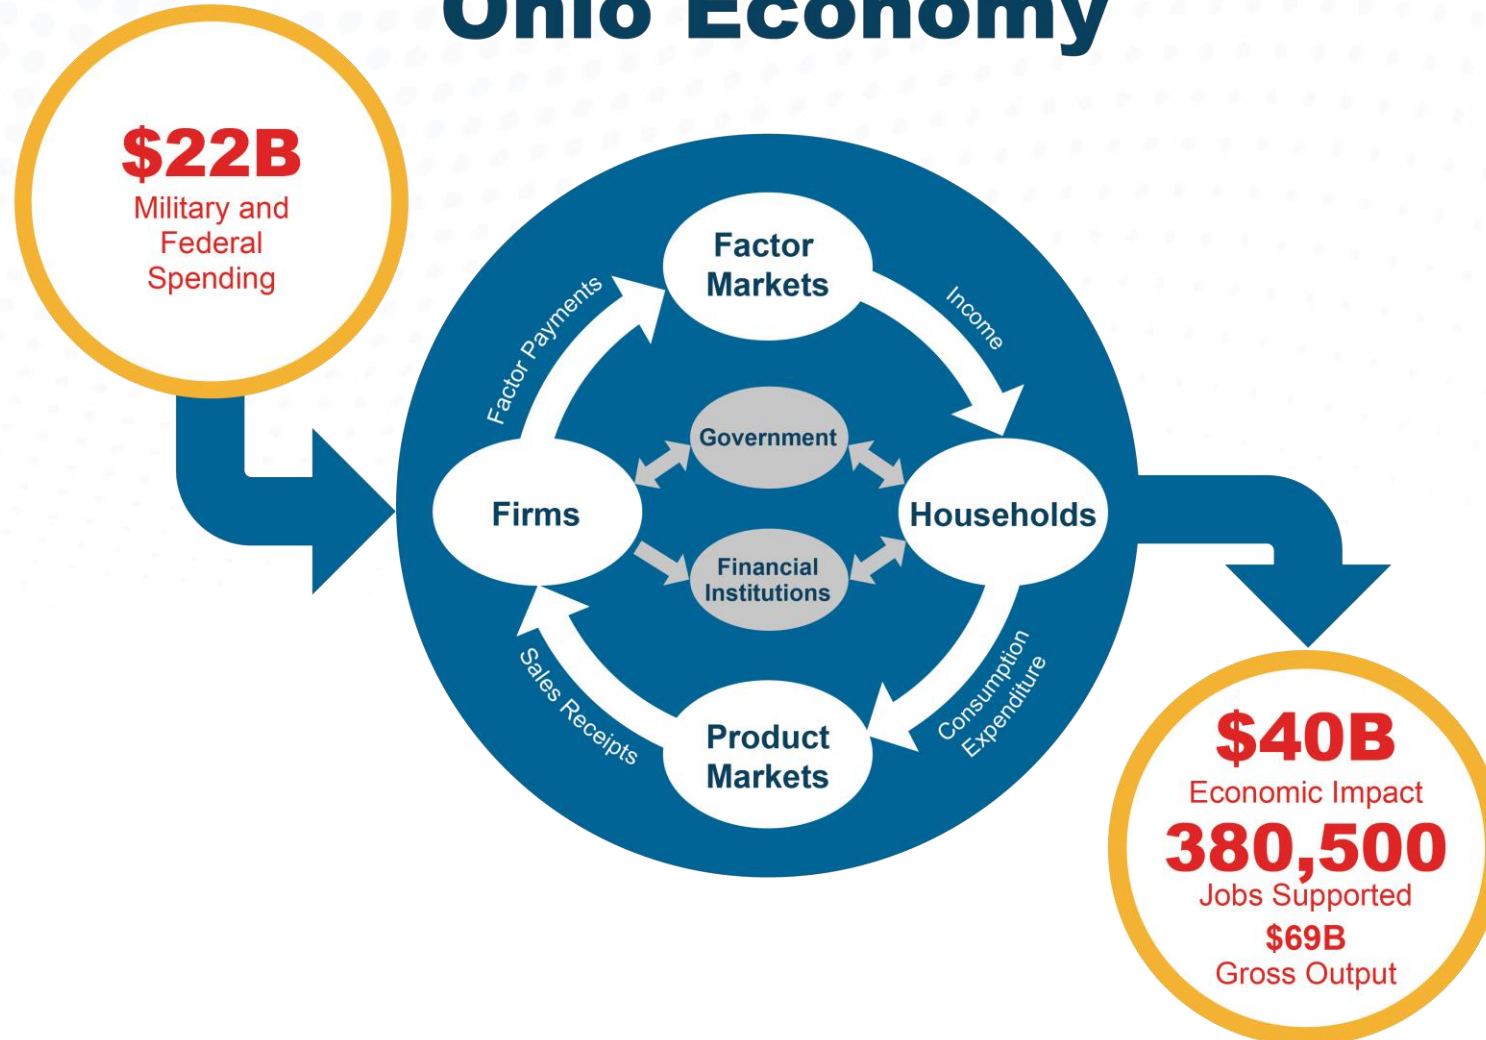 Ohio Economy
$22B
Military and
Federal
Spending
Factor
Markets
Factor Payments
Income
Government
Firms
Households
Financial
Institutions
Sales Receipts
Consumption
Expenditure
Product
Markets
$40B
Economic Impact
380,500
Jobs Supported
$69B
Gross Output